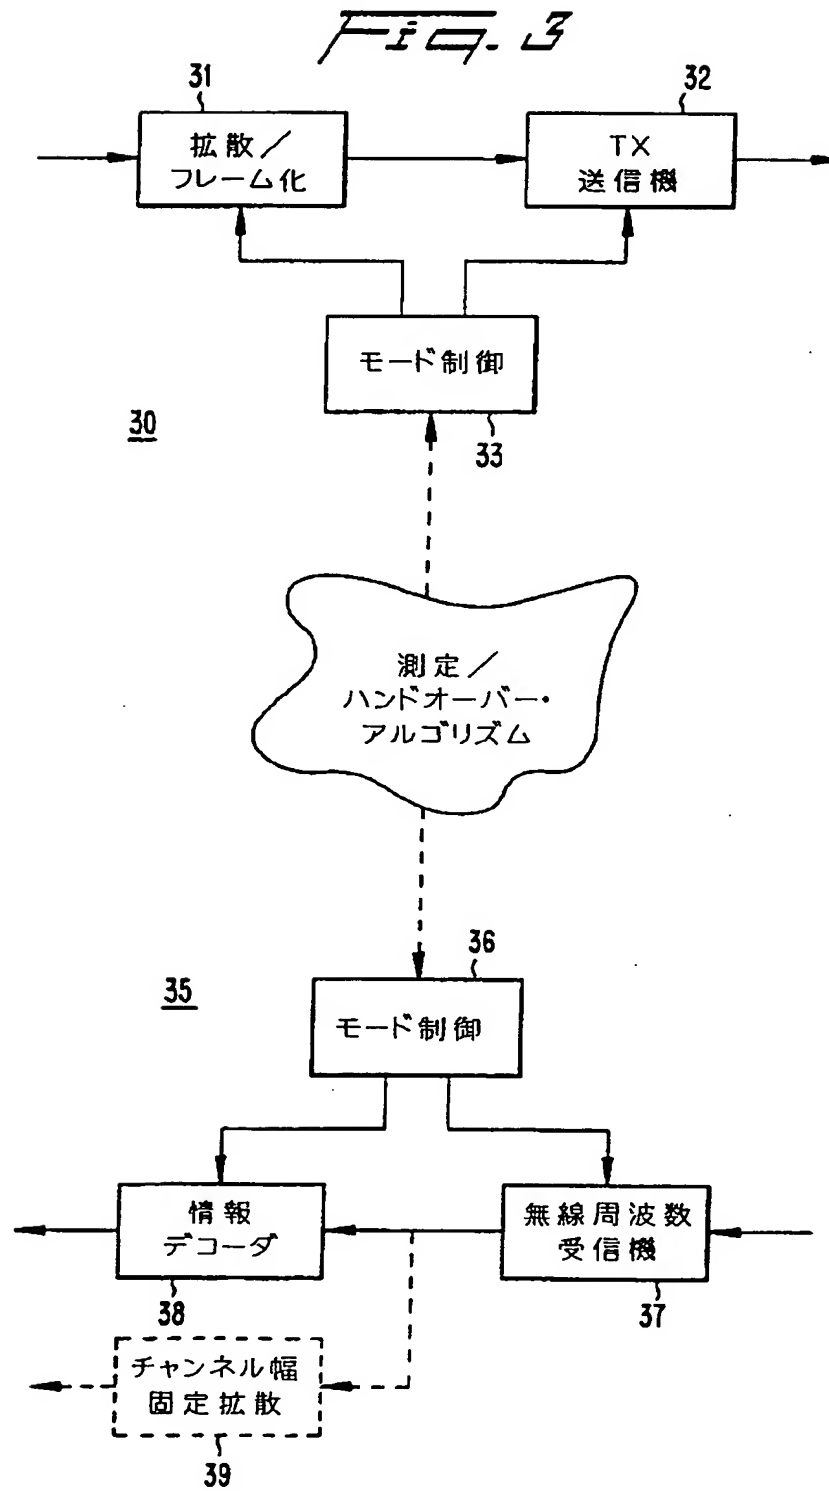 Fig. 3
31
32
拡散／
フレーム化
TX
送信機
モード制御
30
33
測定／
ハンドオーバー・
アルゴリズム
36
35
モード制御
情報
デコーダ
無線周波数
受信機
38
37
チャンネル幅
固定拡散
39